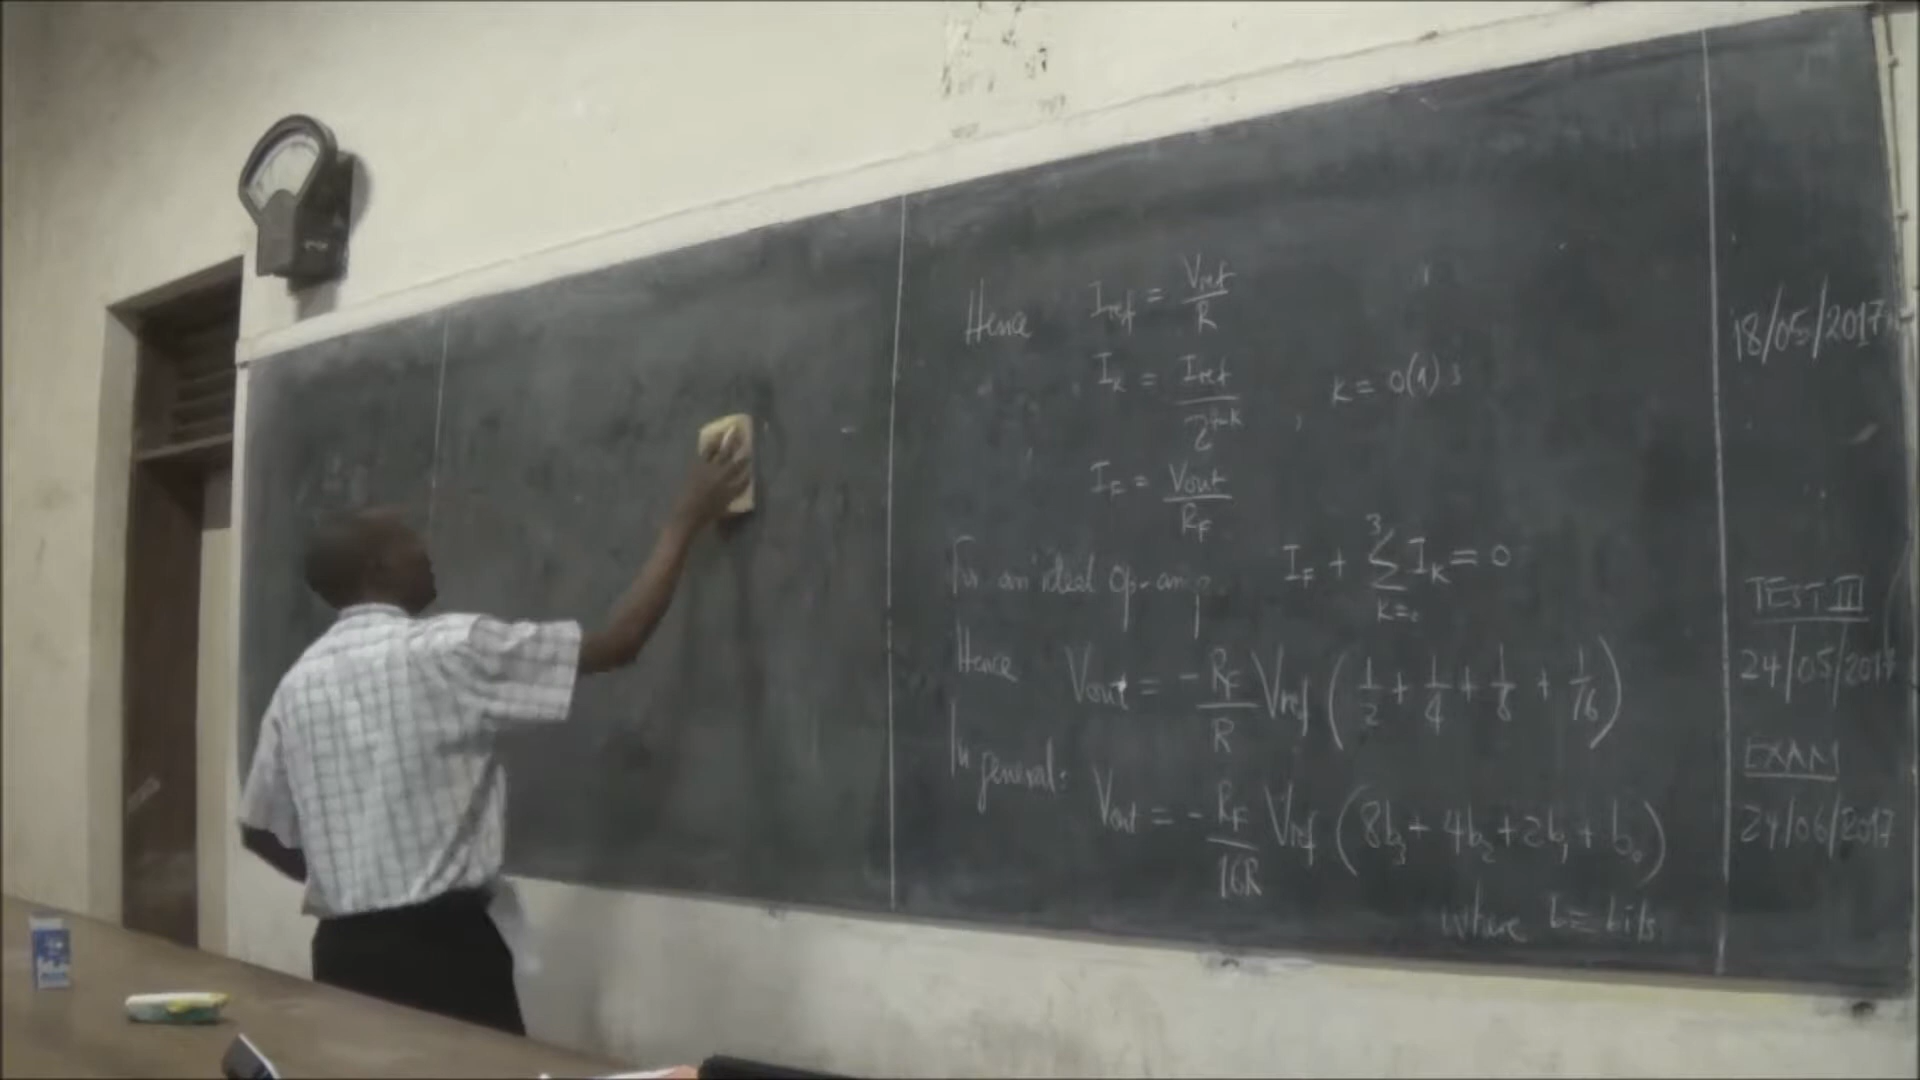 Hence I_ref = V_ref / R
I_K = I_ref / 2^(4-K) , K = 0(1)3
I_F = V_out / R_F
For an ideal op-amp I_F + ∑_{K=0}^{3} I_K = 0
Hence V_out = - R_F / R V_ref ( 1/2 + 1/4 + 1/8 + 1/16 )
In general: V_out = - R_F / 16R V_ref ( 8b_3 + 4b_2 + 2b_1 + b_0 )
where b = bits
18/05/2017
TEST II
24/05/2017
EXAM
24/06/2017